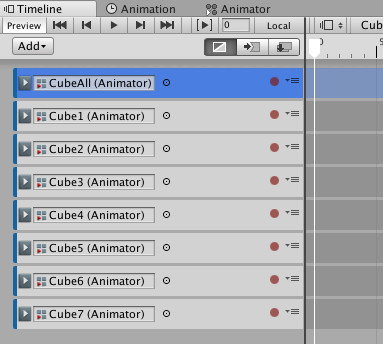 Timeline Animation Animator
Preview 0 Local Cub
Add 0 5
CubeAll (Animator)
Cube1 (Animator)
Cube2 (Animator)
Cube3 (Animator)
Cube4 (Animator)
Cube5 (Animator)
Cube6 (Animator)
Cube7 (Animator)